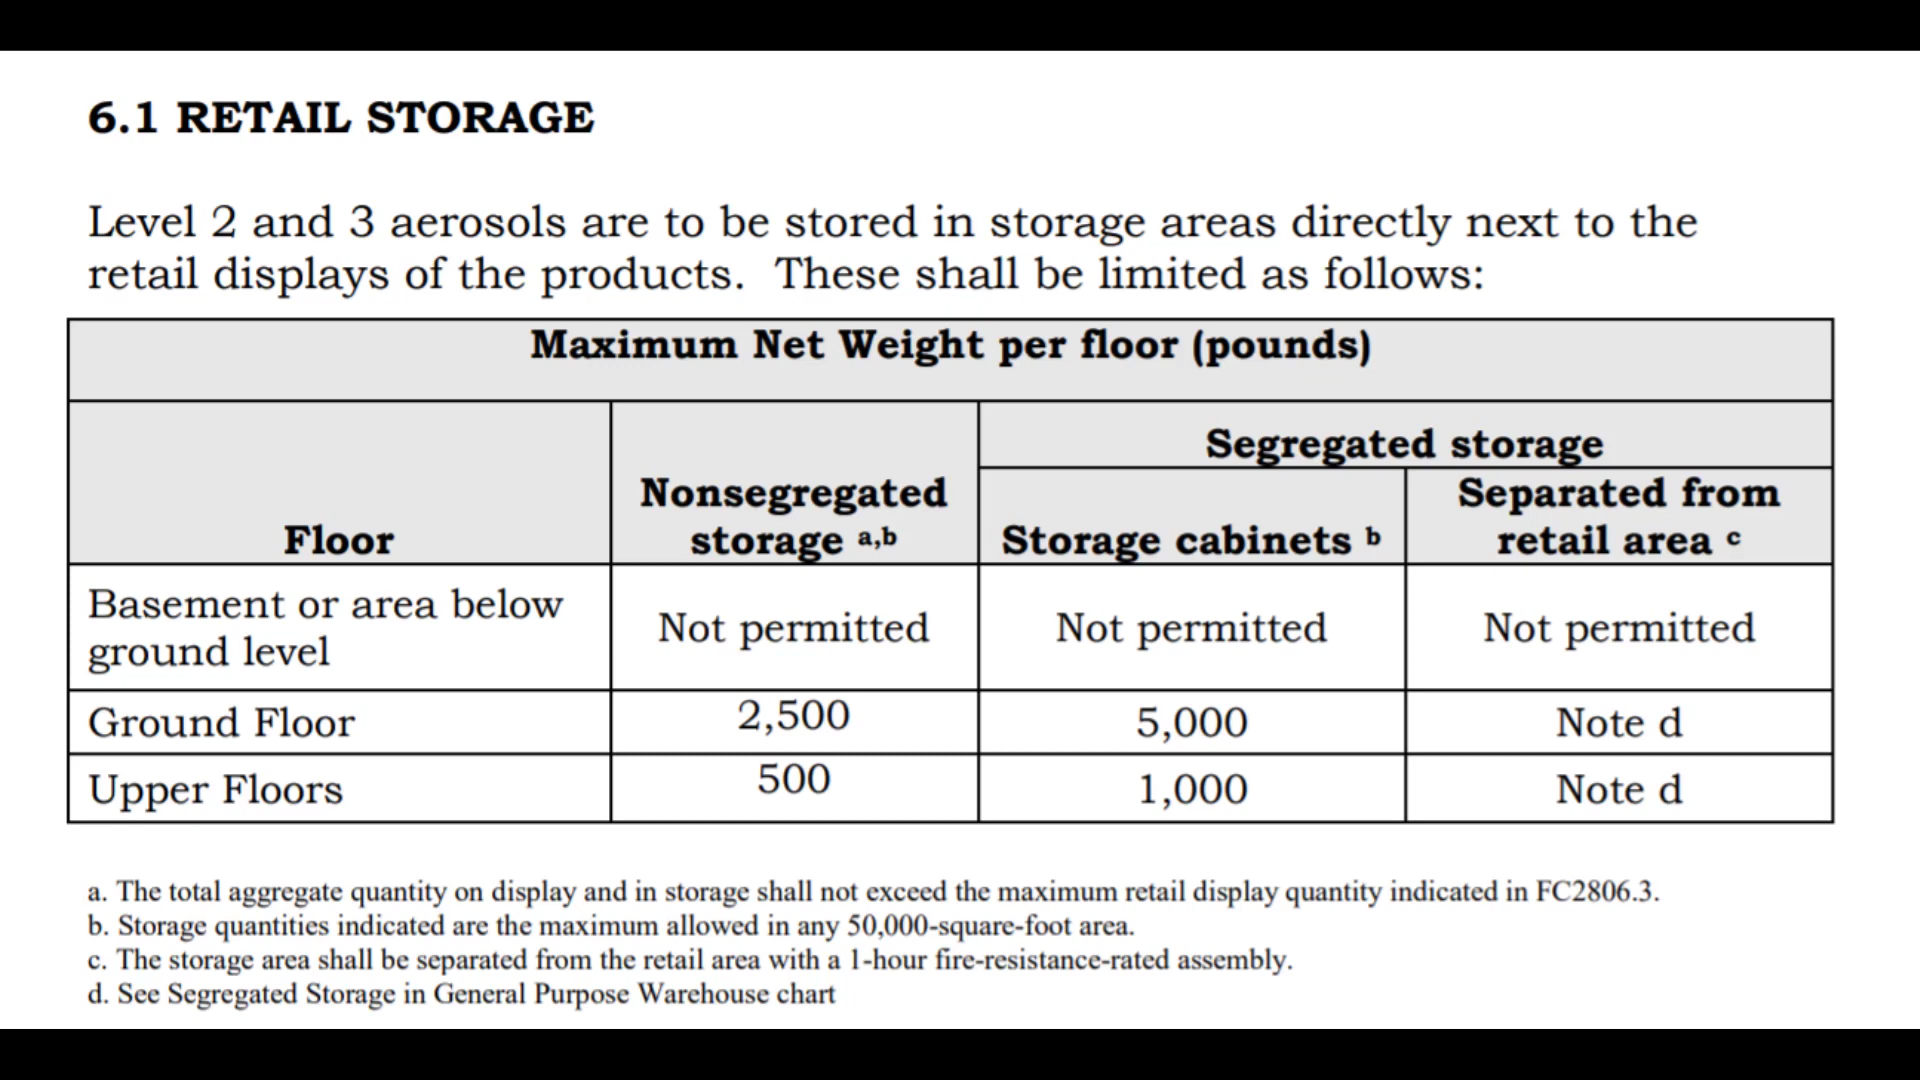 6.1 RETAIL STORAGE
Level 2 and 3 aerosols are to be stored in storage areas directly next to the
retail displays of the products.  These shall be limited as follows:
Maximum Net Weight per floor (pounds)
Floor
Nonsegregated
storage a,b
Segregated storage
Storage cabinets b
Separated from
retail area c
Basement or area below
ground level
Not permitted
Not permitted
Not permitted
Ground Floor
2,500
5,000
Note d
Upper Floors
500
1,000
Note d
a. The total aggregate quantity on display and in storage shall not exceed the maximum retail display quantity indicated in FC2806.3.
b. Storage quantities indicated are the maximum allowed in any 50,000-square-foot area.
c. The storage area shall be separated from the retail area with a 1-hour fire-resistance-rated assembly.
d. See Segregated Storage in General Purpose Warehouse chart